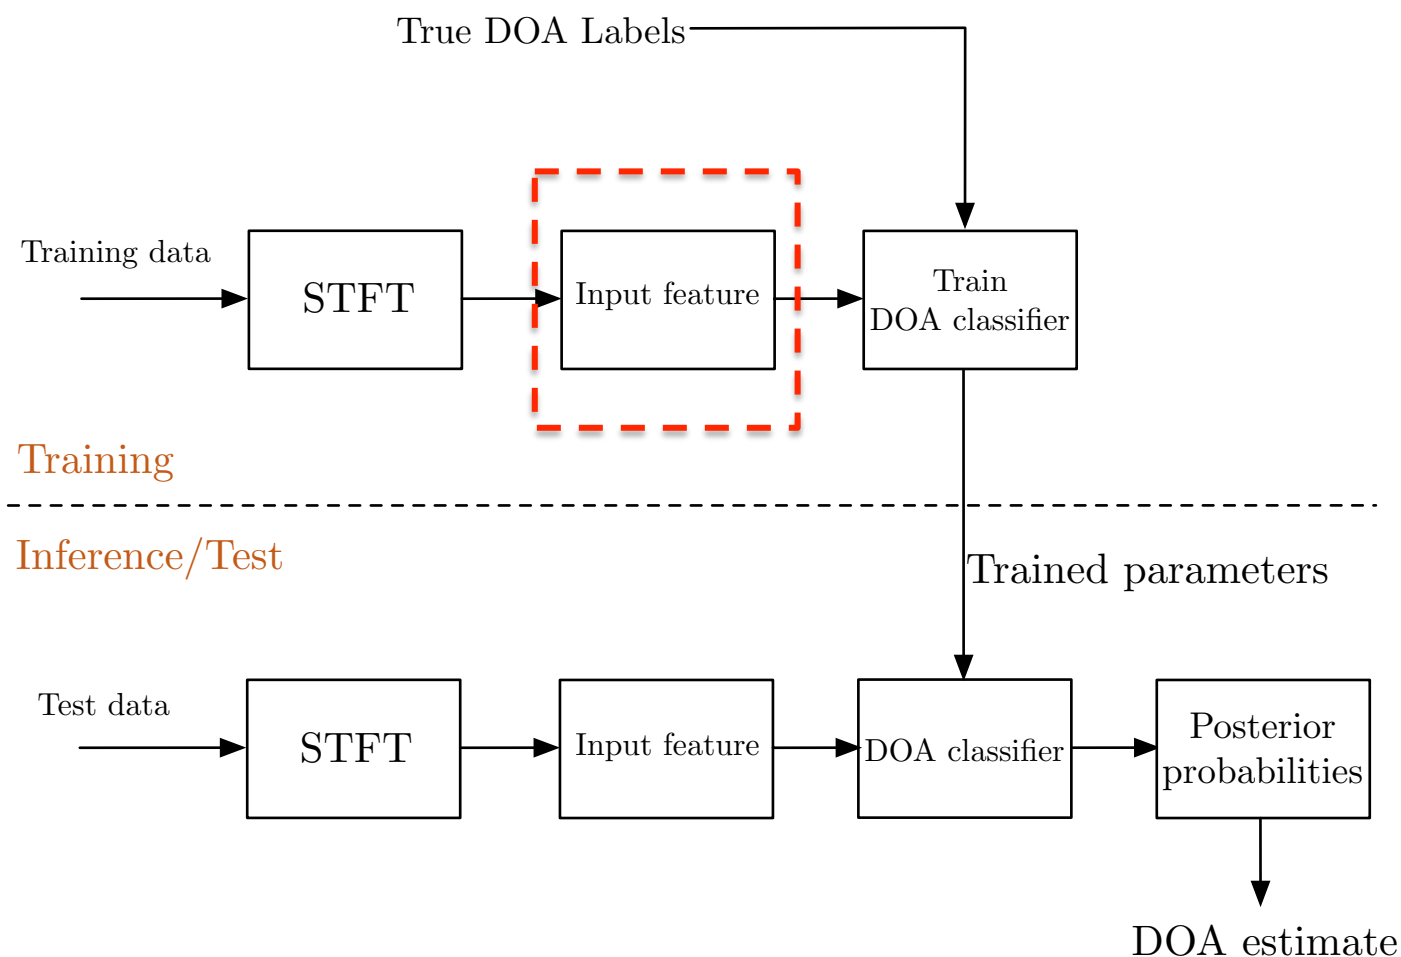 True DOA Labels
Training data
STFT
Input feature
Train
DOA classifier
Training
Inference/Test
Trained parameters
Test data
STFT
Input feature
DOA classifier
Posterior
probabilities
DOA estimate